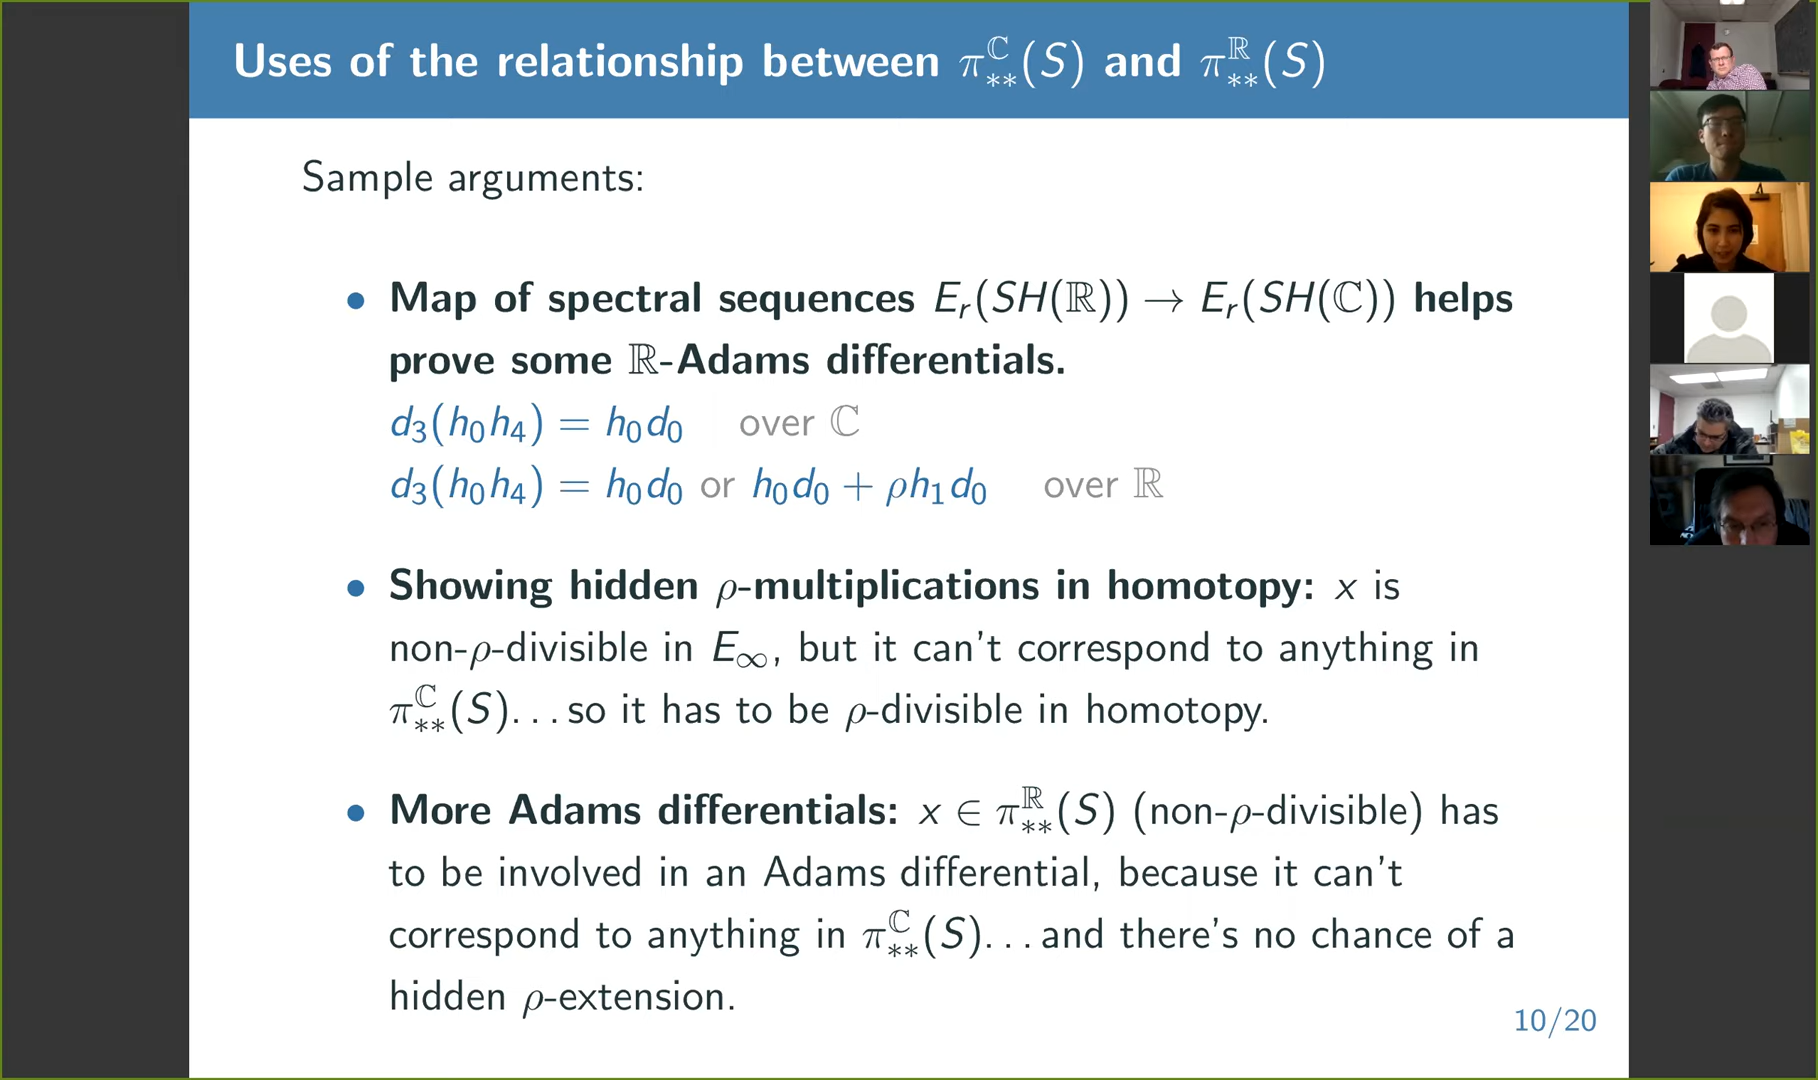 Uses of the relationship between π^ℂ_**(S) and π^ℝ_**(S)
Sample arguments:
• Map of spectral sequences E_r(SH(ℝ)) → E_r(SH(ℂ)) helps
prove some ℝ-Adams differentials.
d_3(h_0h_4) = h_0d_0 over ℂ
d_3(h_0h_4) = h_0d_0 or h_0d_0 + ρh_1d_0 over ℝ
• Showing hidden ρ-multiplications in homotopy: x is
non-ρ-divisible in E_∞, but it can't correspond to anything in
π^ℂ_**(S)...so it has to be ρ-divisible in homotopy.
• More Adams differentials: x ∈ π^ℝ_**(S) (non-ρ-divisible) has
to be involved in an Adams differential, because it can't
correspond to anything in π^ℂ_**(S)...and there's no chance of a
hidden ρ-extension.
10/20